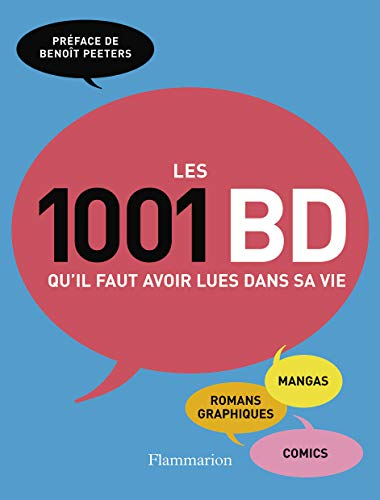 PRÉFACE DE
BENOÎT PEETERS
LES
1001 BD
QU'IL FAUT AVOIR LUES DANS SA VIE
MANGAS
ROMANS
GRAPHIQUES
COMICS
Flammarion